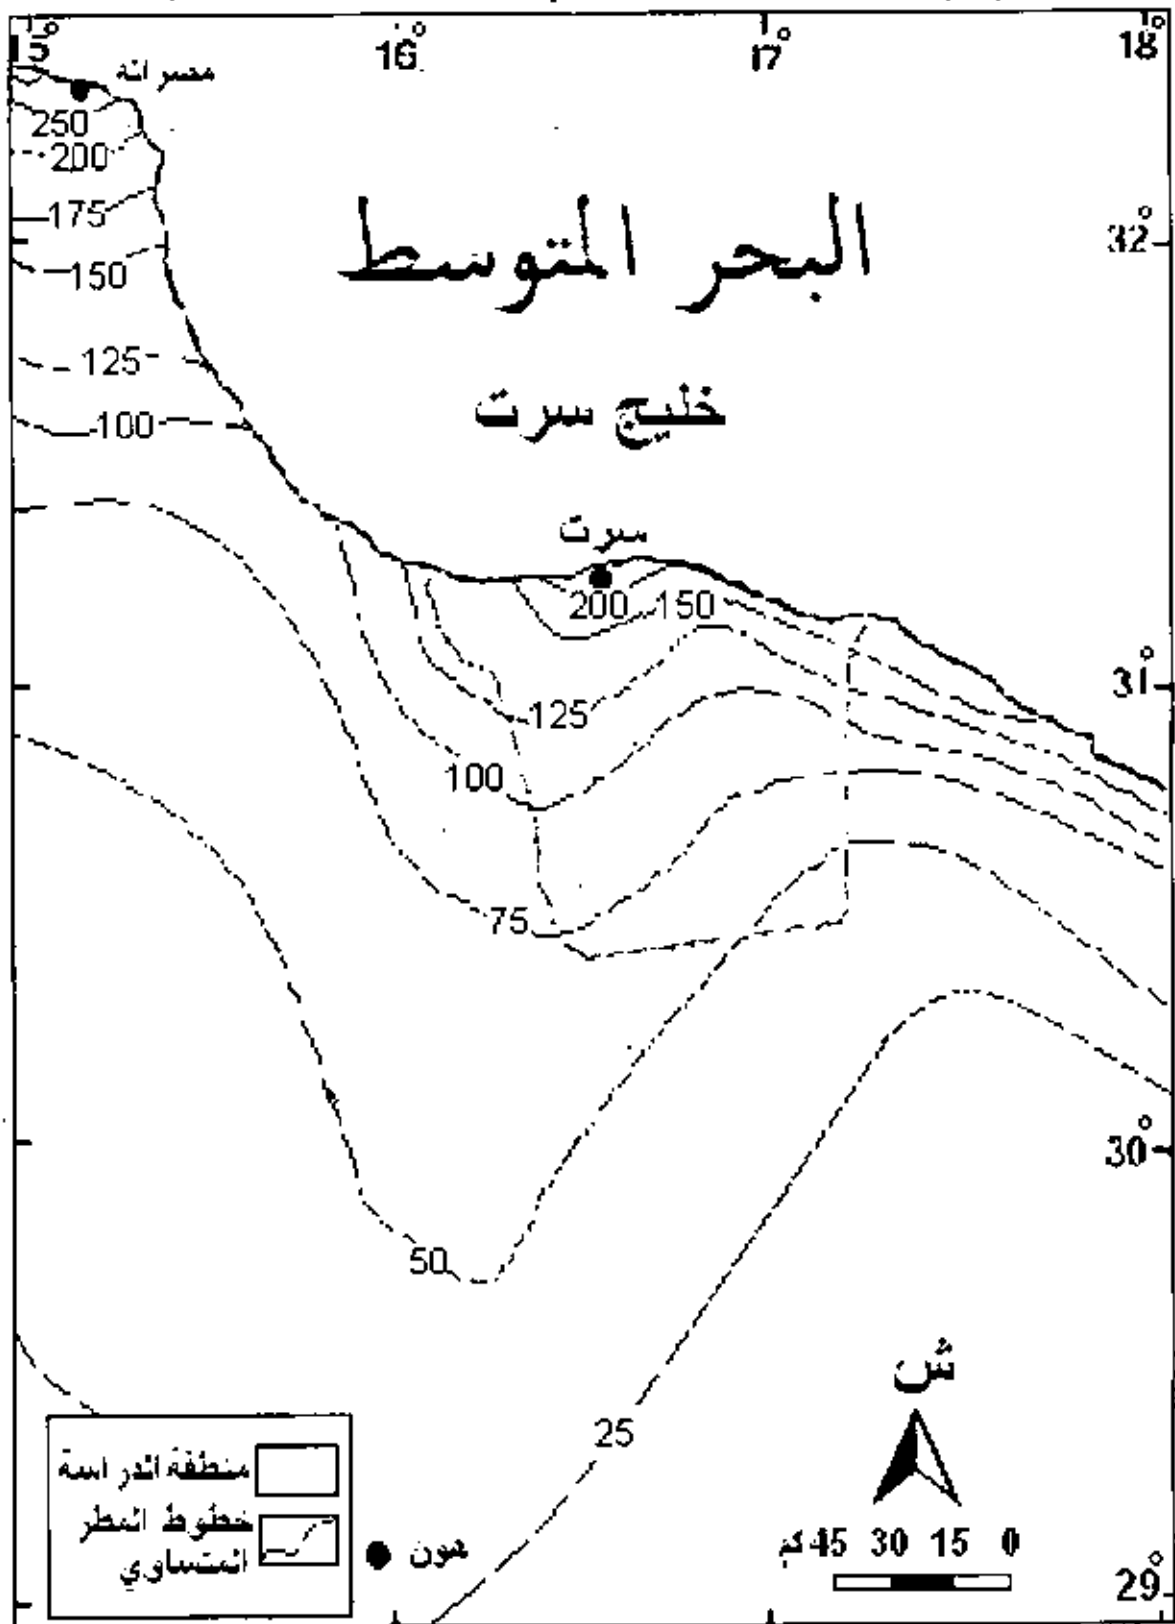 15°
16°
17°
18°
مصراته
250
200
175
150
125
100
32°
البحر المتوسط
خليج سرت
سرت
200
150
125
100
75
31°
30°
50
25
ش
منطقة الدراسة
خطوط المطر
المتساوي
هون
0 15 30 45 كم
29°